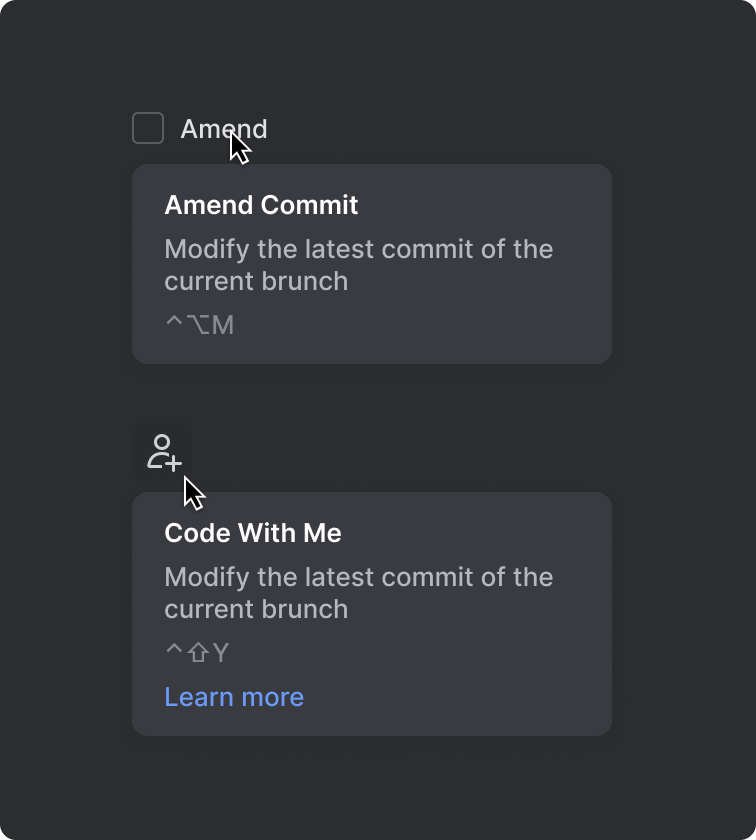 Amend
Amend Commit
Modify the latest commit of the
current brunch
^⌥M
Code With Me
Modify the latest commit of the
current brunch
^⇧Y
Learn more